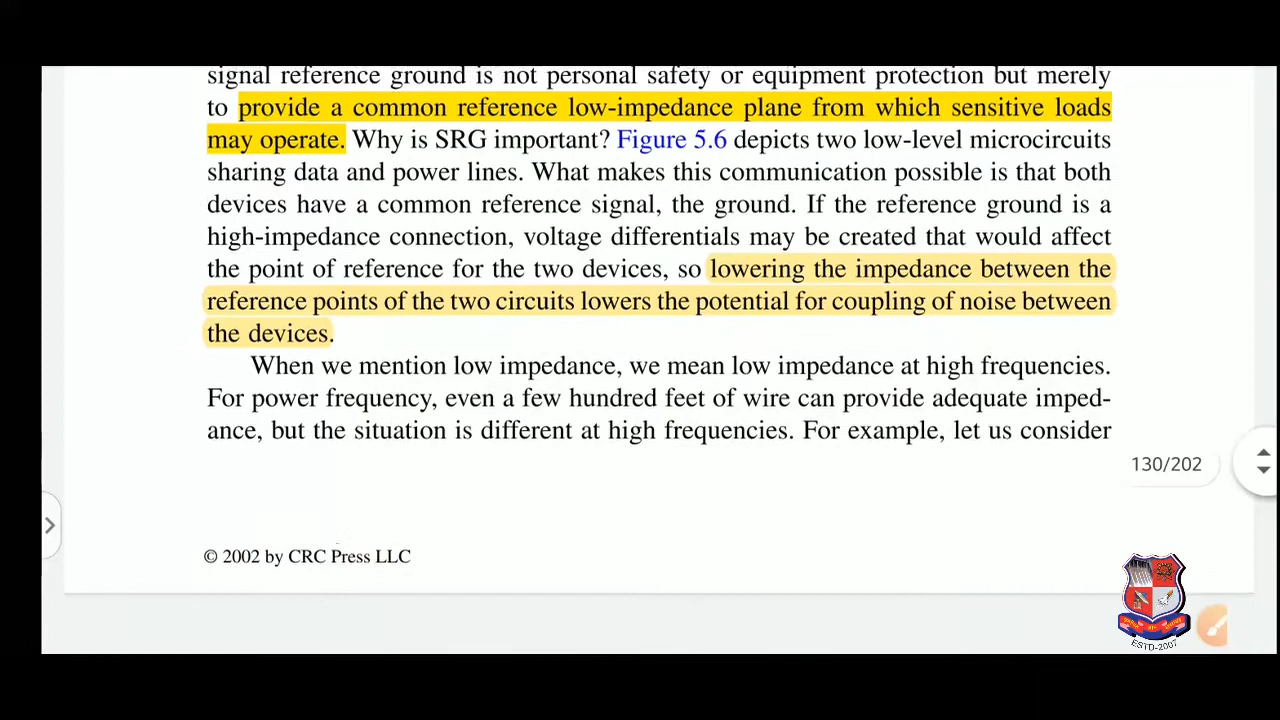 signal reference ground is not personal safety or equipment protection but merely
to provide a common reference low-impedance plane from which sensitive loads
may operate. Why is SRG important? Figure 5.6 depicts two low-level microcircuits
sharing data and power lines. What makes this communication possible is that both
devices have a common reference signal, the ground. If the reference ground is a
high-impedance connection, voltage differentials may be created that would affect
the point of reference for the two devices, so lowering the impedance between the
reference points of the two circuits lowers the potential for coupling of noise between
the devices.
When we mention low impedance, we mean low impedance at high frequencies.
For power frequency, even a few hundred feet of wire can provide adequate imped-
ance, but the situation is different at high frequencies. For example, let us consider
130/202
© 2002 by CRC Press LLC
ESTD-2007